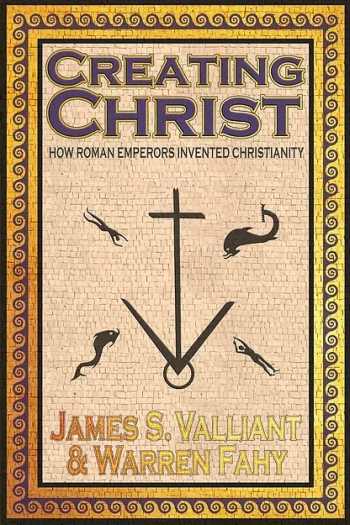 CREATING
CHRIST
HOW ROMAN EMPERORS INVENTED CHRISTIANITY
JAMES S. VALLIANT
& WARREN FAHY